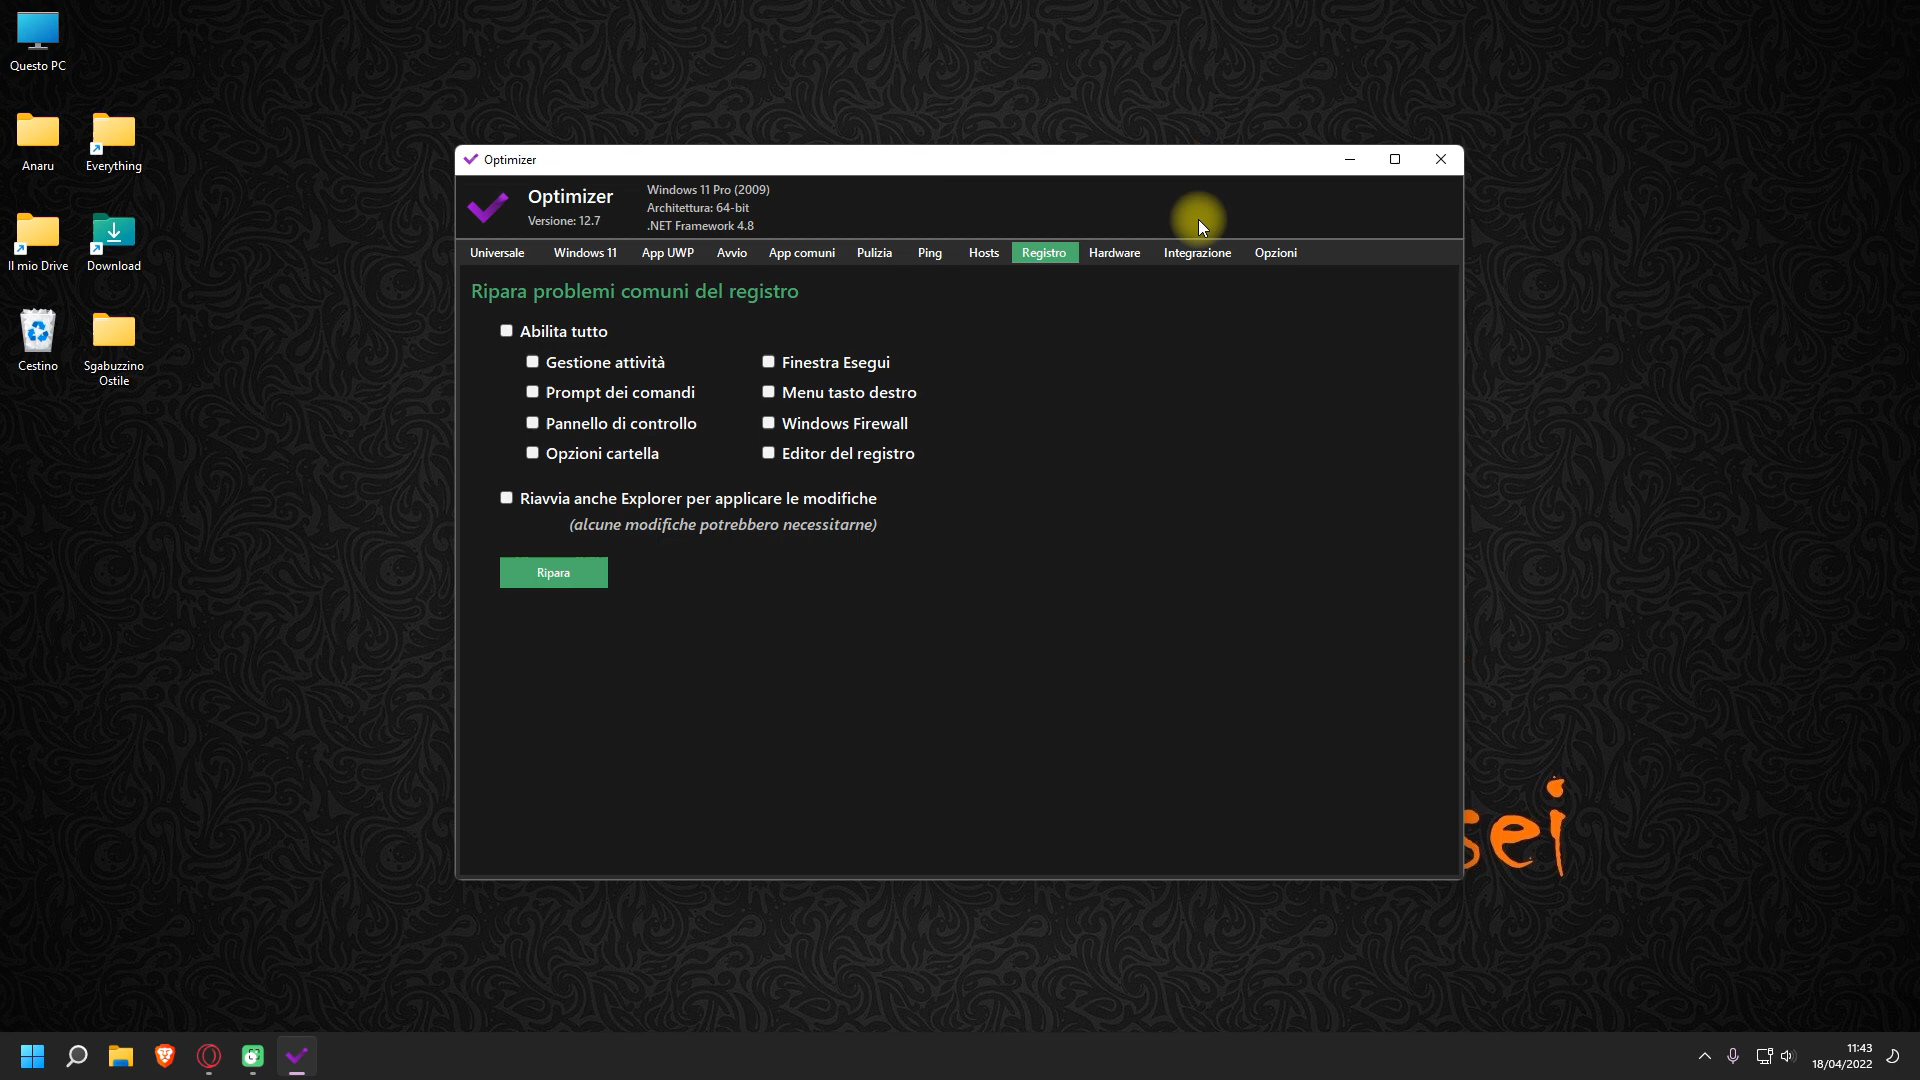 Questo PC
Anaru
Everything
Il mio Drive
Download
Cestino
Sgabuzzino
Ostile
Optimizer
Optimizer
Versione: 12.7
Windows 11 Pro (2009)
Architettura: 64-bit
.NET Framework 4.8
Universale Windows 11 App UWP Avvio App comuni Pulizia Ping Hosts Registro Hardware Integrazione Opzioni
Ripara problemi comuni del registro
Abilita tutto
Gestione attività Finestra Esegui
Prompt dei comandi Menu tasto destro
Pannello di controllo Windows Firewall
Opzioni cartella Editor del registro
Riavvia anche Explorer per applicare le modifiche
(alcune modifiche potrebbero necessitarne)
Ripara
sei
11:43
18/04/2022